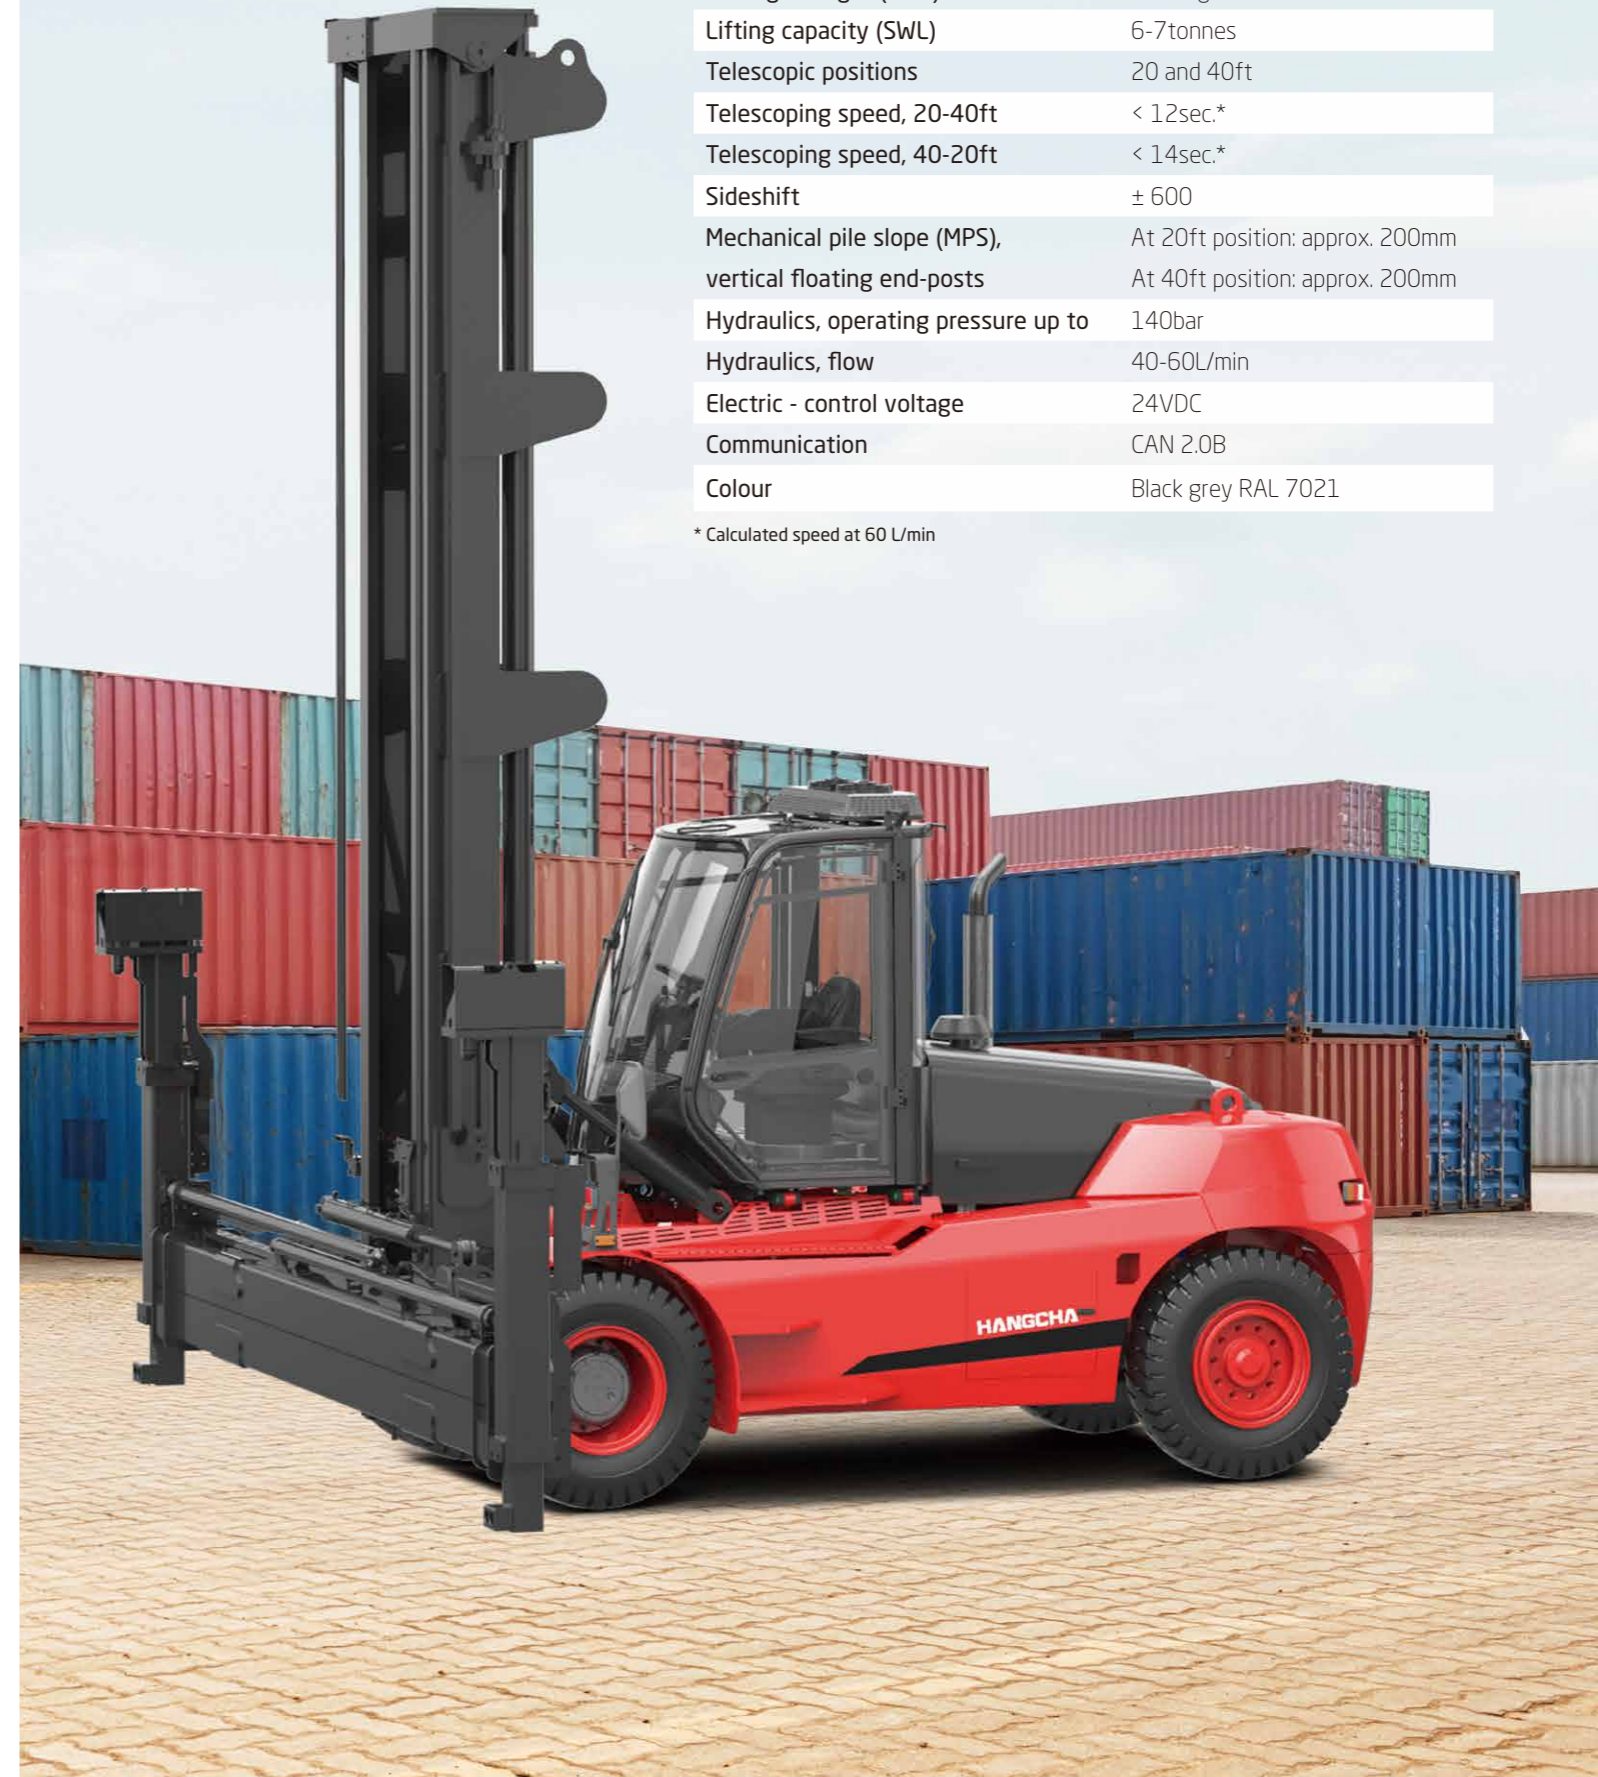 Lifting capacity (SWL) 6-7tonnes
Telescopic positions 20 and 40ft
Telescoping speed, 20-40ft < 12sec.*
Telescoping speed, 40-20ft < 14sec.*
Sideshift ± 600
Mechanical pile slope (MPS), At 20ft position: approx. 200mm
vertical floating end-posts At 40ft position: approx. 200mm
Hydraulics, operating pressure up to 140bar
Hydraulics, flow 40-60L/min
Electric - control voltage 24VDC
Communication CAN 2.0B
Colour Black grey RAL 7021
* Calculated speed at 60 L/min
HANGCHA